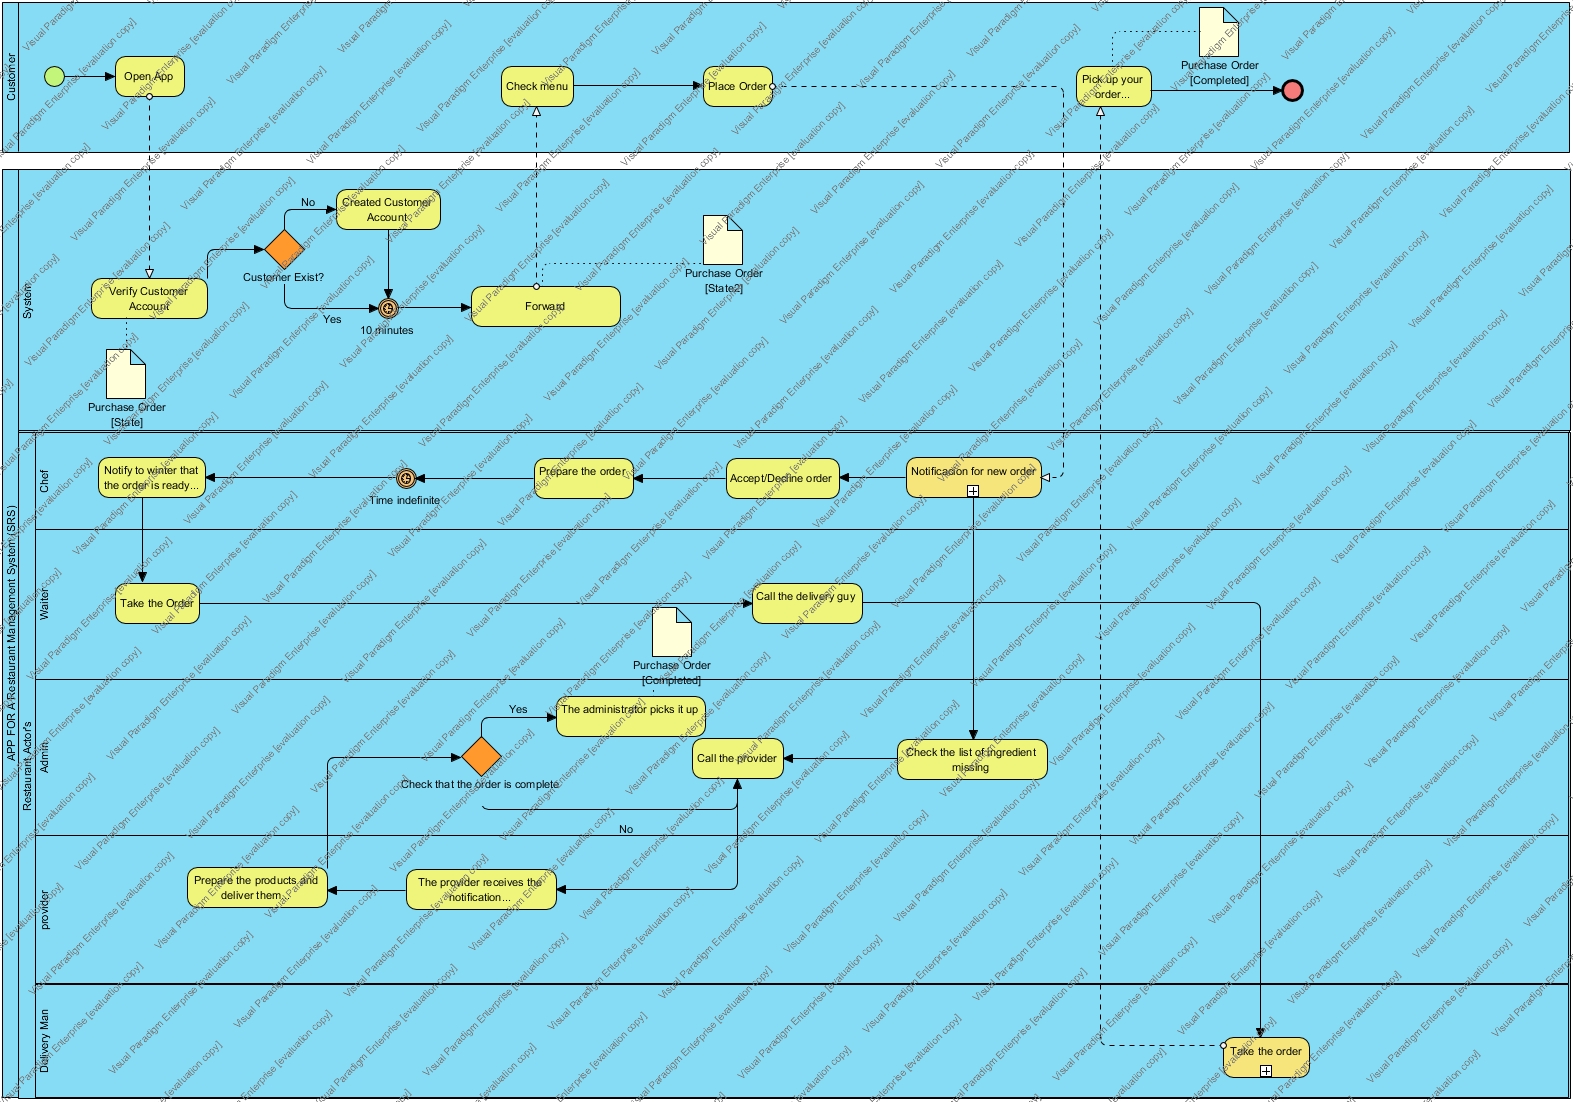 Customer
Open App
Check menu
Place Order
Pick up your
order...
Purchase Order
[Completed]
APP FOR A Restaurant Management System (SRS)
System
No
Created Customer
Account
Customer Exist?
Verify Customer
Account
Yes
10 minutes
Forward
Purchase Order
[State2]
Purchase Order
[State]
Restaurant Actor's
Chef
Notify to winter that
the order is ready...
Time indefinite
Prepare the order
Accept/Decline order
Notificacion for new order
Waiter
Take the Order
Call the delivery guy
Purchase Order
[Completed]
Admin
Yes
The administrator picks it up
Check that the order is complete
Call the provider
Check the list of ingredient
missing
No
provider
Prepare the products and
deliver them...
The provider receives the
notification...
Delivery Man
Take the order
Visual Paradigm Enterprise [evaluation copy]